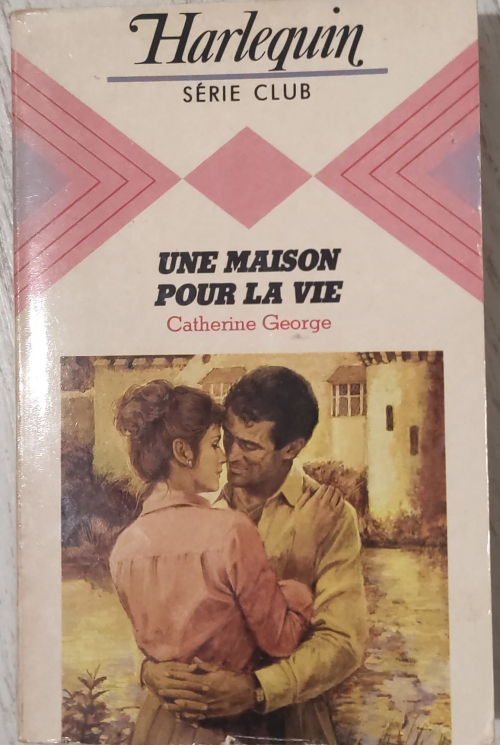 Harlequin
SÉRIE CLUB
UNE MAISON
POUR LA VIE
Catherine George